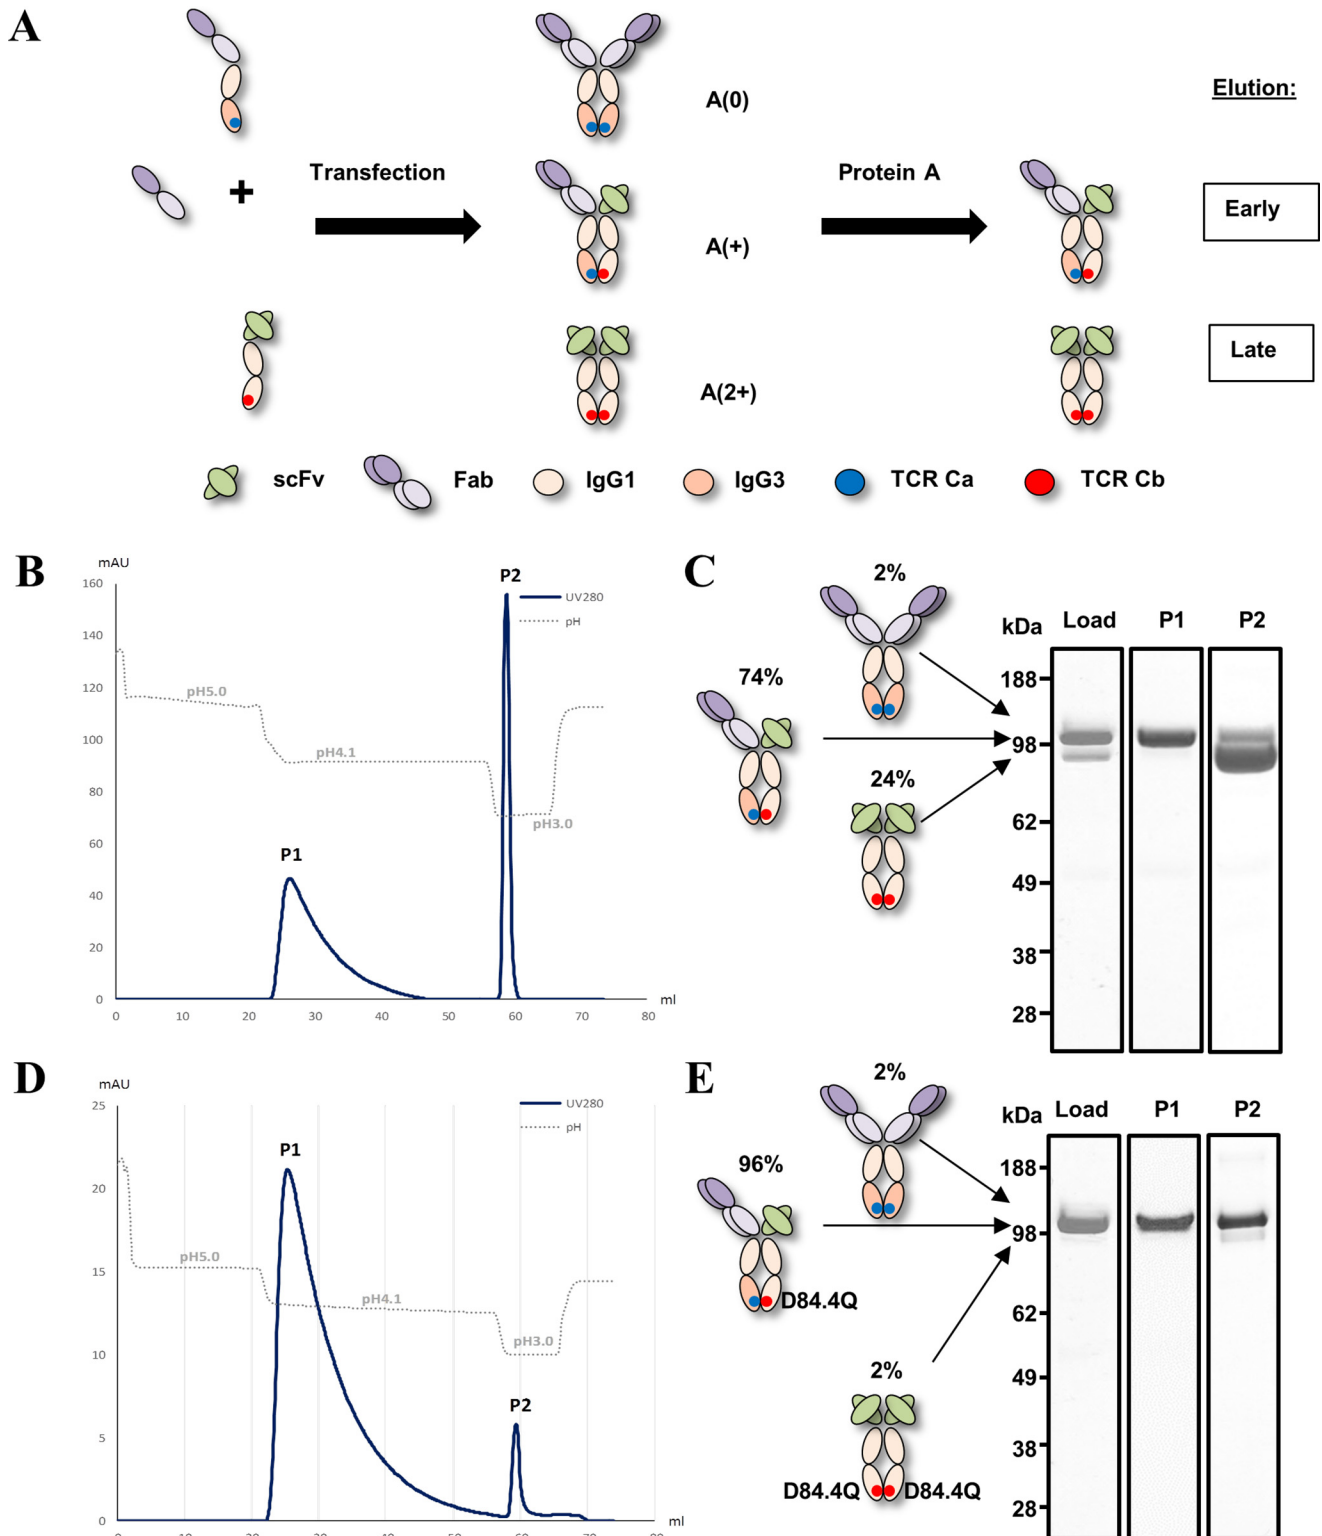 A
Elution:
A(0)
Transfection
Protein A
+
Early
A(+)
Late
A(2+)
scFv
Fab
IgG1
IgG3
TCR Ca
TCR Cb
B
mAU
160
140
120
100
80
60
40
20
0
0 10 20 30 40 50 60 70 80 ml
P2
UV280
pH
pH5.0
pH4.1
pH3.0
P1
C
2%
74%
24%
kDa Load P1 P2
188
98
62
49
38
28
D
mAU
25
20
15
10
5
0
UV280
pH
P1
pH5.0
pH4.1
pH3.0
P2
ml
E
2%
96%
D84.4Q
2%
D84.4Q D84.4Q
kDa Load P1 P2
188
98
62
49
38
28